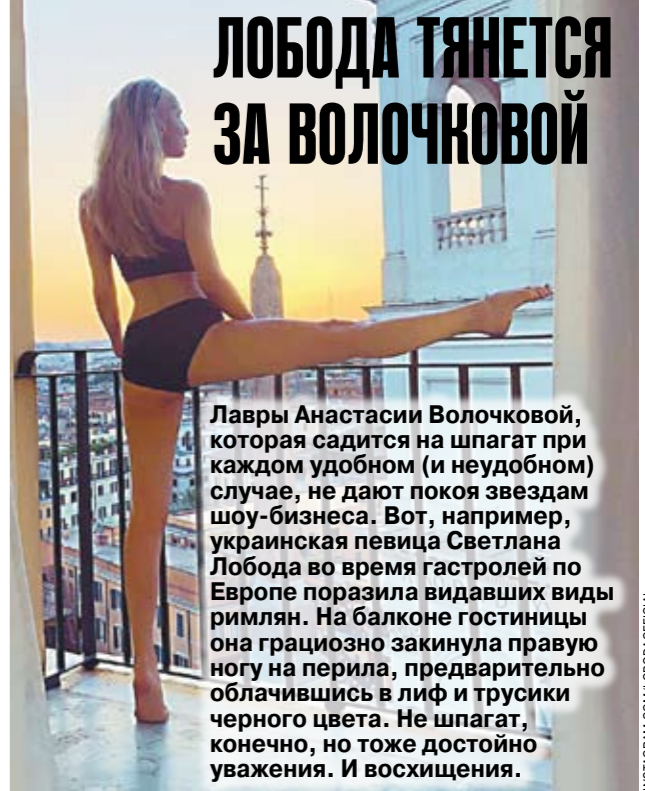 ЛОБОДА ТЯНЕТСЯ
ЗА ВОЛОЧКОВОЙ
Лавры Анастасии Волочковой,
которая садится на шпагат при
каждом удобном (и неудобном)
случае, не дают покоя звездам
шоу-бизнеса. Вот, например,
украинская певица Светлана
Лобода во время гастролей по
Европе поразила видавших виды
римлян. На балконе гостиницы
она грациозно закинула правую
ногу на перила, предварительно
облачившись в лиф и трусики
черного цвета. Не шпагат,
конечно, но тоже достойно
уважения. И восхищения.